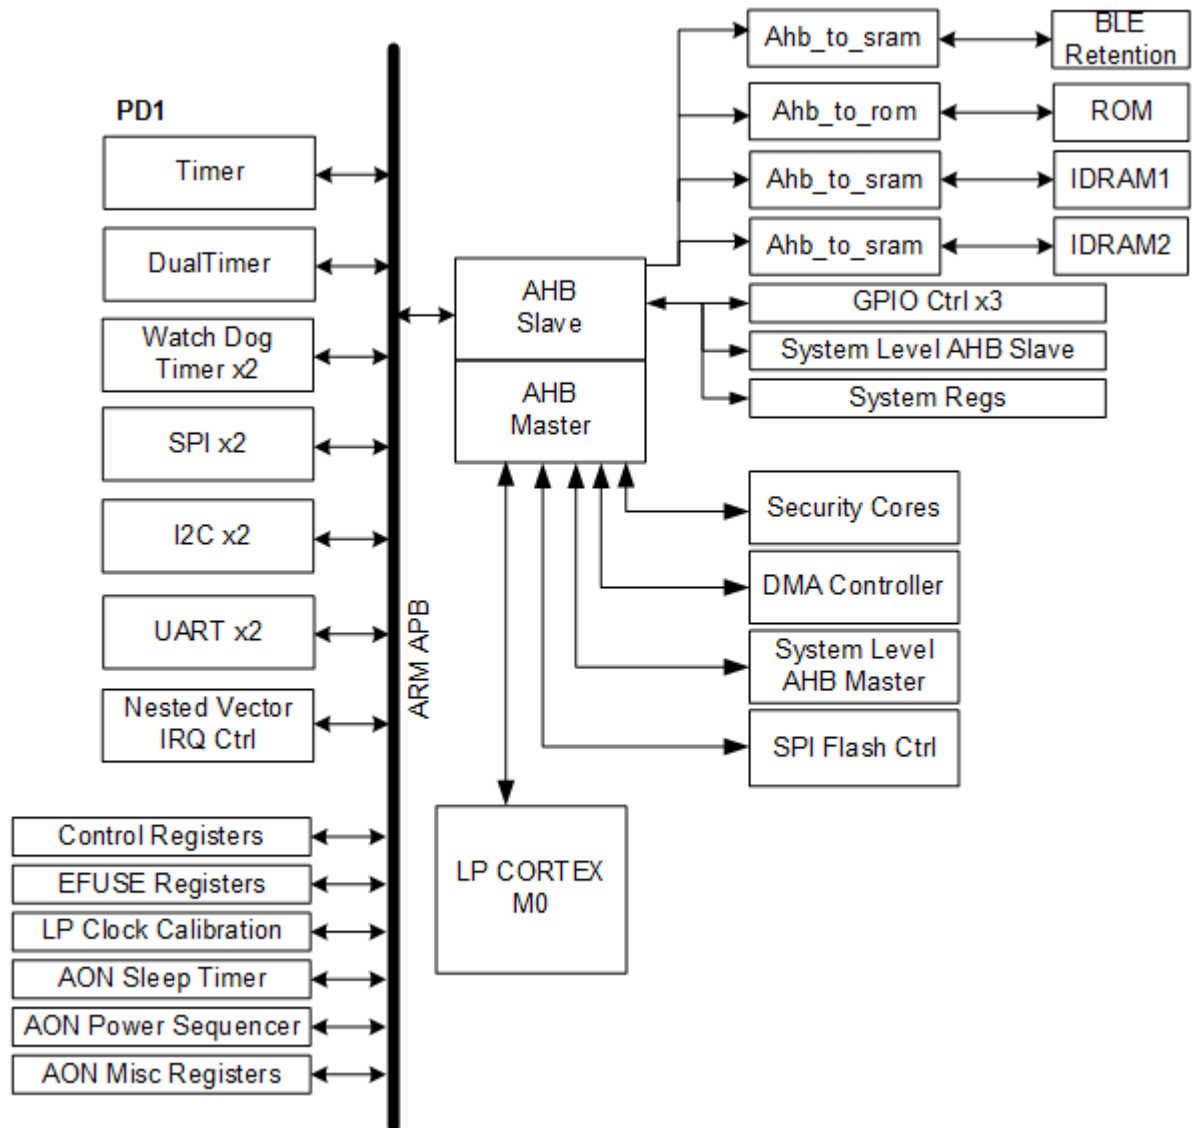 PD1
Timer
DualTimer
Watch Dog
Timer x2
SPI x2
I2C x2
UART x2
Nested Vector
IRQ Ctrl
Control Registers
EFUSE Registers
LP Clock Calibration
AON Sleep Timer
AON Power Sequencer
AON Misc Registers
ARM APB
AHB
Slave
AHB
Master
LP CORTEX
M0
Ahb_to_sram
BLE
Retention
Ahb_to_rom
ROM
Ahb_to_sram
IDRAM1
Ahb_to_sram
IDRAM2
GPIO Ctrl x3
System Level AHB Slave
System Regs
Security Cores
DMA Controller
System Level
AHB Master
SPI Flash Ctrl